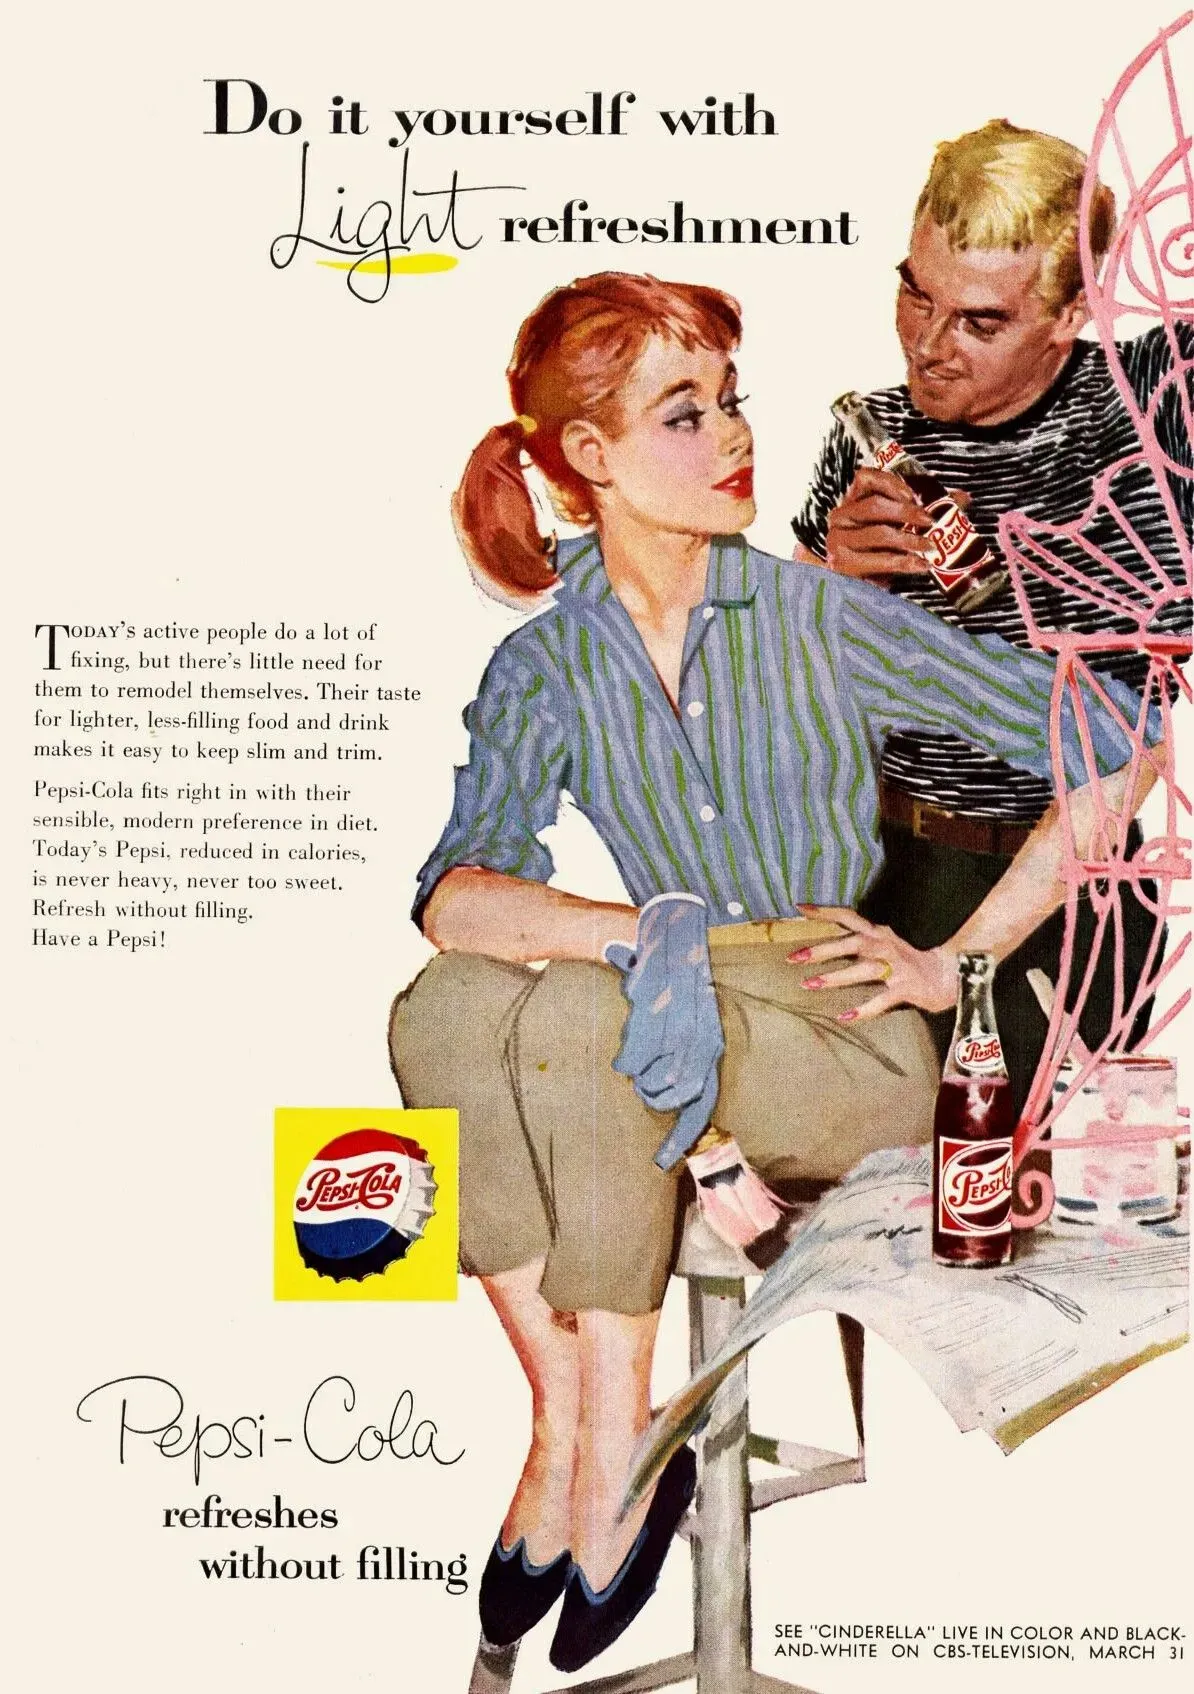 Do it yourself with
Light refreshment
TODAY'S active people do a lot of
fixing, but there's little need for
them to remodel themselves. Their taste
for lighter, less-filling food and drink
makes it easy to keep slim and trim.
Pepsi-Cola fits right in with their
sensible, modern preference in diet.
Today's Pepsi, reduced in calories,
is never heavy, never too sweet.
Refresh without filling.
Have a Pepsi!
PEPSI-COLA
Pepsi-Cola
refreshes
without filling
SEE "CINDERELLA" LIVE IN COLOR AND BLACK-
AND-WHITE ON CBS-TELEVISION, MARCH 31